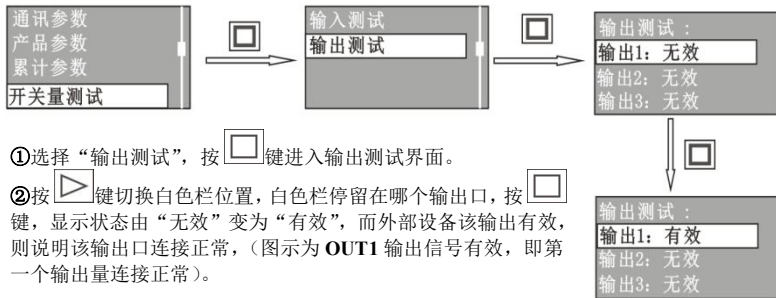 通讯参数
产品参数
累计参数
开关量测试
输入测试
输出测试
输出测试：
输出1：无效
输出2：无效
输出3：无效
①选择“输出测试”，按键进入输出测试界面。
②按键切换白色栏位置，白色栏停留在哪个输出口，按
键，显示状态由“无效”变为“有效”，而外部设备该输出有效，
则说明该输出口连接正常，（图示为 OUT1 输出信号有效，即第
一个输出量连接正常）。
输出测试：
输出1：有效
输出2：无效
输出3：无效